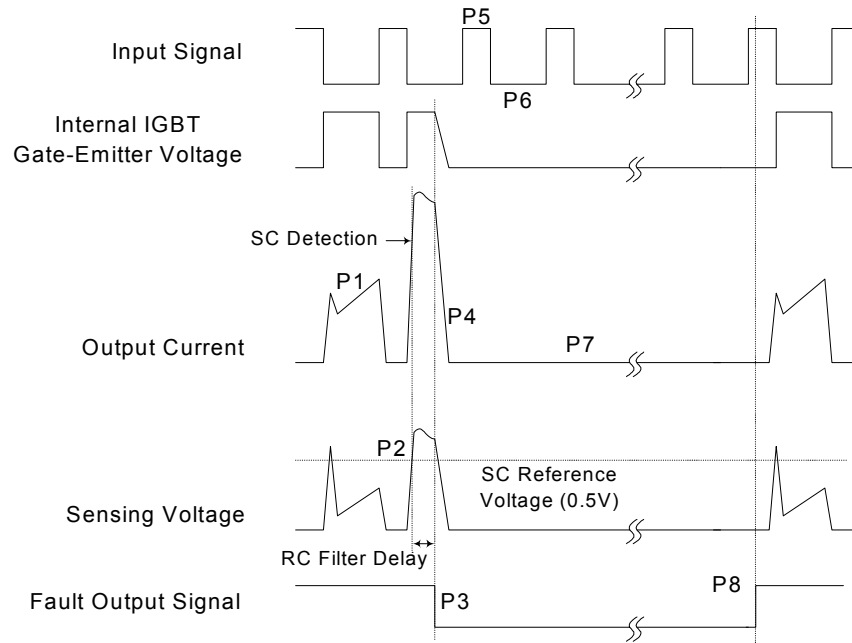 P5
Input Signal
P6
Internal IGBT
Gate-Emitter Voltage
SC Detection
P1
P4
Output Current
P7
P2
SC Reference
Voltage (0.5V)
Sensing Voltage
RC Filter Delay
P8
Fault Output Signal
P3